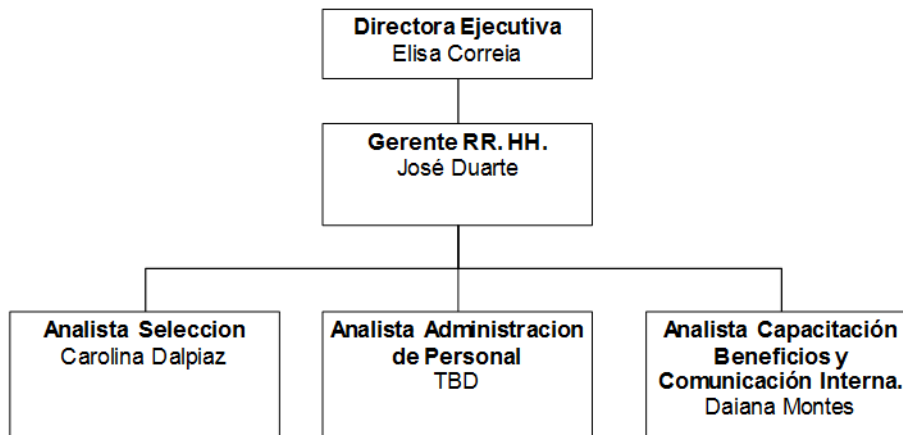 Directora Ejecutiva
Elisa Correia
Gerente RR. HH.
José Duarte
Analista Seleccion
Carolina Dalpiaz
Analista Administracion
de Personal
TBD
Analista Capacitación
Beneficios y
Comunicación Interna.
Daiana Montes